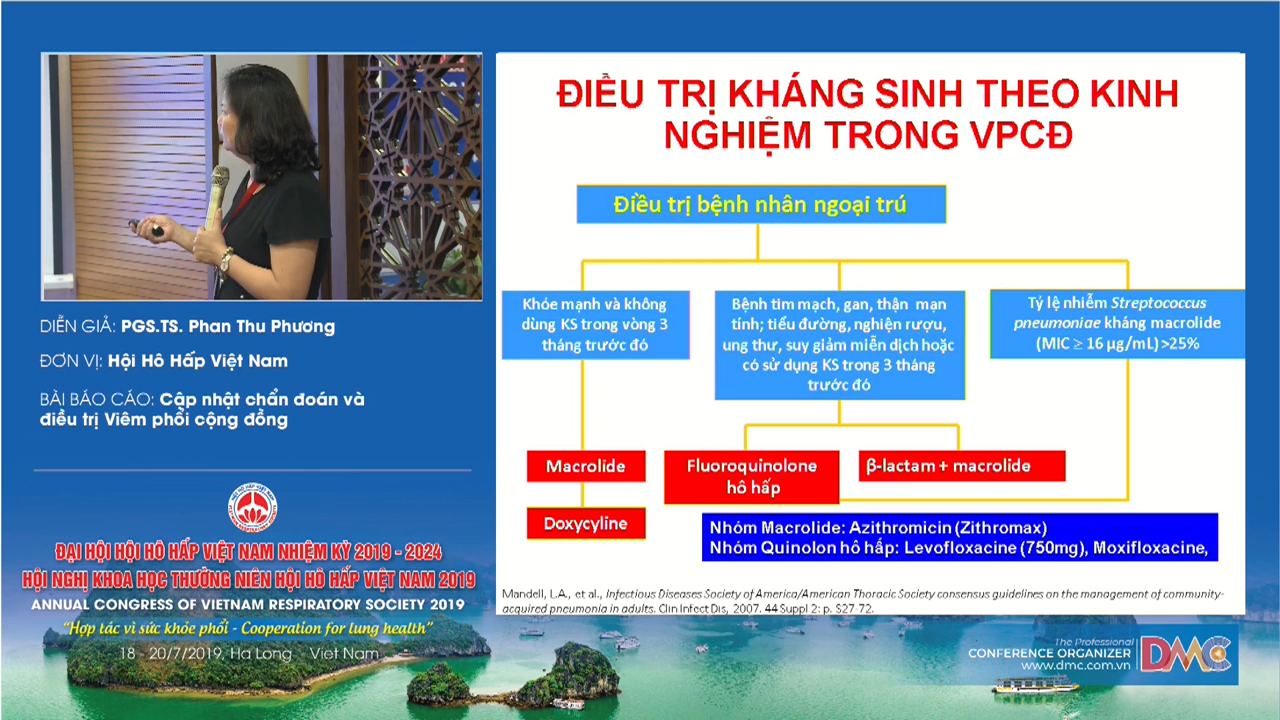 DIỄN GIẢ: PGS.TS. Phan Thu Phương
ĐƠN VỊ: Hội Hô Hấp Việt Nam
BÀI BÁO CÁO: Cập nhật chẩn đoán và
điều trị Viêm phổi cộng đồng
ĐẠI HỘI HỘI HÔ HẤP VIỆT NAM NHIỆM KỲ 2019 - 2024
HỘI NGHỊ KHOA HỌC THƯỜNG NIÊN HỘI HÔ HẤP VIỆT NAM 2019
ANNUAL CONGRESS OF VIETNAM RESPIRATORY SOCIETY 2019
"Hợp tác vì sức khỏe phổi - Cooperation for lung health"
18 - 20/7/2019, Ha Long Viet Nam
ĐIỀU TRỊ KHÁNG SINH THEO KINH
NGHIỆM TRONG VPCĐ
Điều trị bệnh nhân ngoại trú
Khỏe mạnh và không
dùng KS trong vòng 3
tháng trước đó
Bệnh tim mạch, gan, thận mạn
tính; tiểu đường, nghiện rượu,
ung thư, suy giảm miễn dịch hoặc
có sử dụng KS trong 3 tháng
trước đó
Tỷ lệ nhiễm Streptococcus
pneumoniae kháng macrolide
(MIC ≥ 16 µg/mL) >25%
Macrolide
Doxycyline
Fluoroquinolone
hô hấp
β-lactam + macrolide
Nhóm Macrolide: Azithromicin (Zithromax)
Nhóm Quinolon hô hấp: Levofloxacine (750mg), Moxifloxacine,
Mandell, L.A., et al., Infectious Diseases Society of America/American Thoracic Society consensus guidelines on the management of community-
acquired pneumonia in adults. Clin Infect Dis, 2007. 44 Suppl 2: p. S27-72.
The Professional
CONFERENCE ORGANIZER
www.dmc.com.vn
DMC